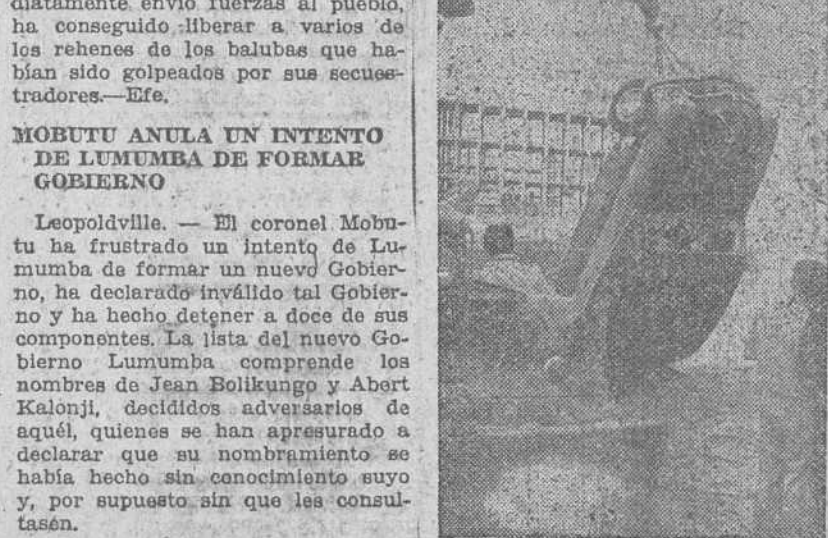 diatamente envió fuerzas al pueblo,
ha conseguido liberar a varios de
los rehenes de los balubas que ha-
bían sido golpeados por sus secues-
tradores.—Efe.
MOBUTU ANULA UN INTENTO
DE LUMUMBA DE FORMAR
GOBIERNO
Leopoldville. — El coronel Mobu-
tu ha frustrado un intento de Lu-
mumba de formar un nuevo Gobier-
no, ha declarado inválido tal Gobier-
no y ha hecho detener a doce de sus
componentes. La lista del nuevo Go-
bierno Lumumba comprende los
nombres de Jean Bolikungo y Abert
Kalonji, decididos adversarios de
aquél, quienes se han apresurado a
declarar que su nombramiento se
había hecho sin conocimiento suyo
y, por supuesto sin que les consul-
tasen.